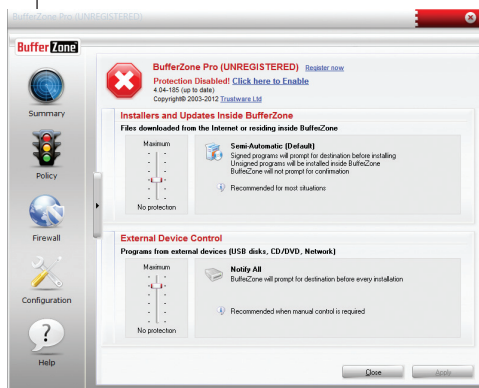 BufferZone Pro (UNREGISTERED)
Buffer Zone
Summary
Policy
Firewall
Configuration
Help
BufferZone Pro (UNREGISTERED) Register now
Protection Disabled! Click here to Enable
4.04-185 (up to date)
Copyright© 2003-2012 Trustware Ltd
Installers and Updates Inside BufferZone
Files downloaded from the Internet or residing inside BufferZone
Maximum
No protection
Semi-Automatic (Default)
Signed programs will prompt for destination before installing
Unsigned programs will be installed inside BufferZone
BufferZone will not prompt for confirmation
Recommended for most situations
External Device Control
Programs from external devices (USB disks, CD/DVD, Network)
Maximum
No protection
Notify All
BufferZone will prompt for destination before every installation
Recommended when manual control is required
Close
Apply